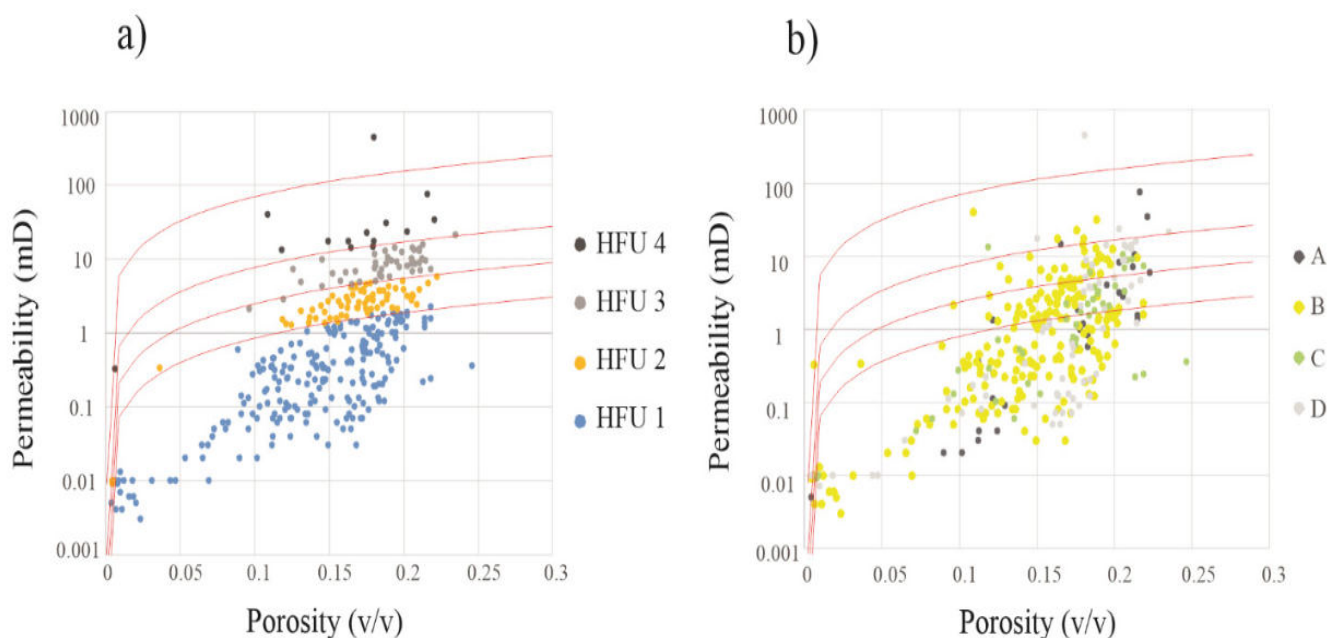 a)
1000
100
10
1
0.1
0.01
0.001
Permeability (mD)
0
0.05
0.1
0.15
0.2
0.25
0.3
Porosity (v/v)
HFU 4
HFU 3
HFU 2
HFU 1
b)
1000
100
10
1
0.1
0.01
0.001
Permeability (mD)
0
0.05
0.1
0.15
0.2
0.25
0.3
Porosity (v/v)
A
B
C
D